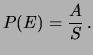 P(E) = A/S .